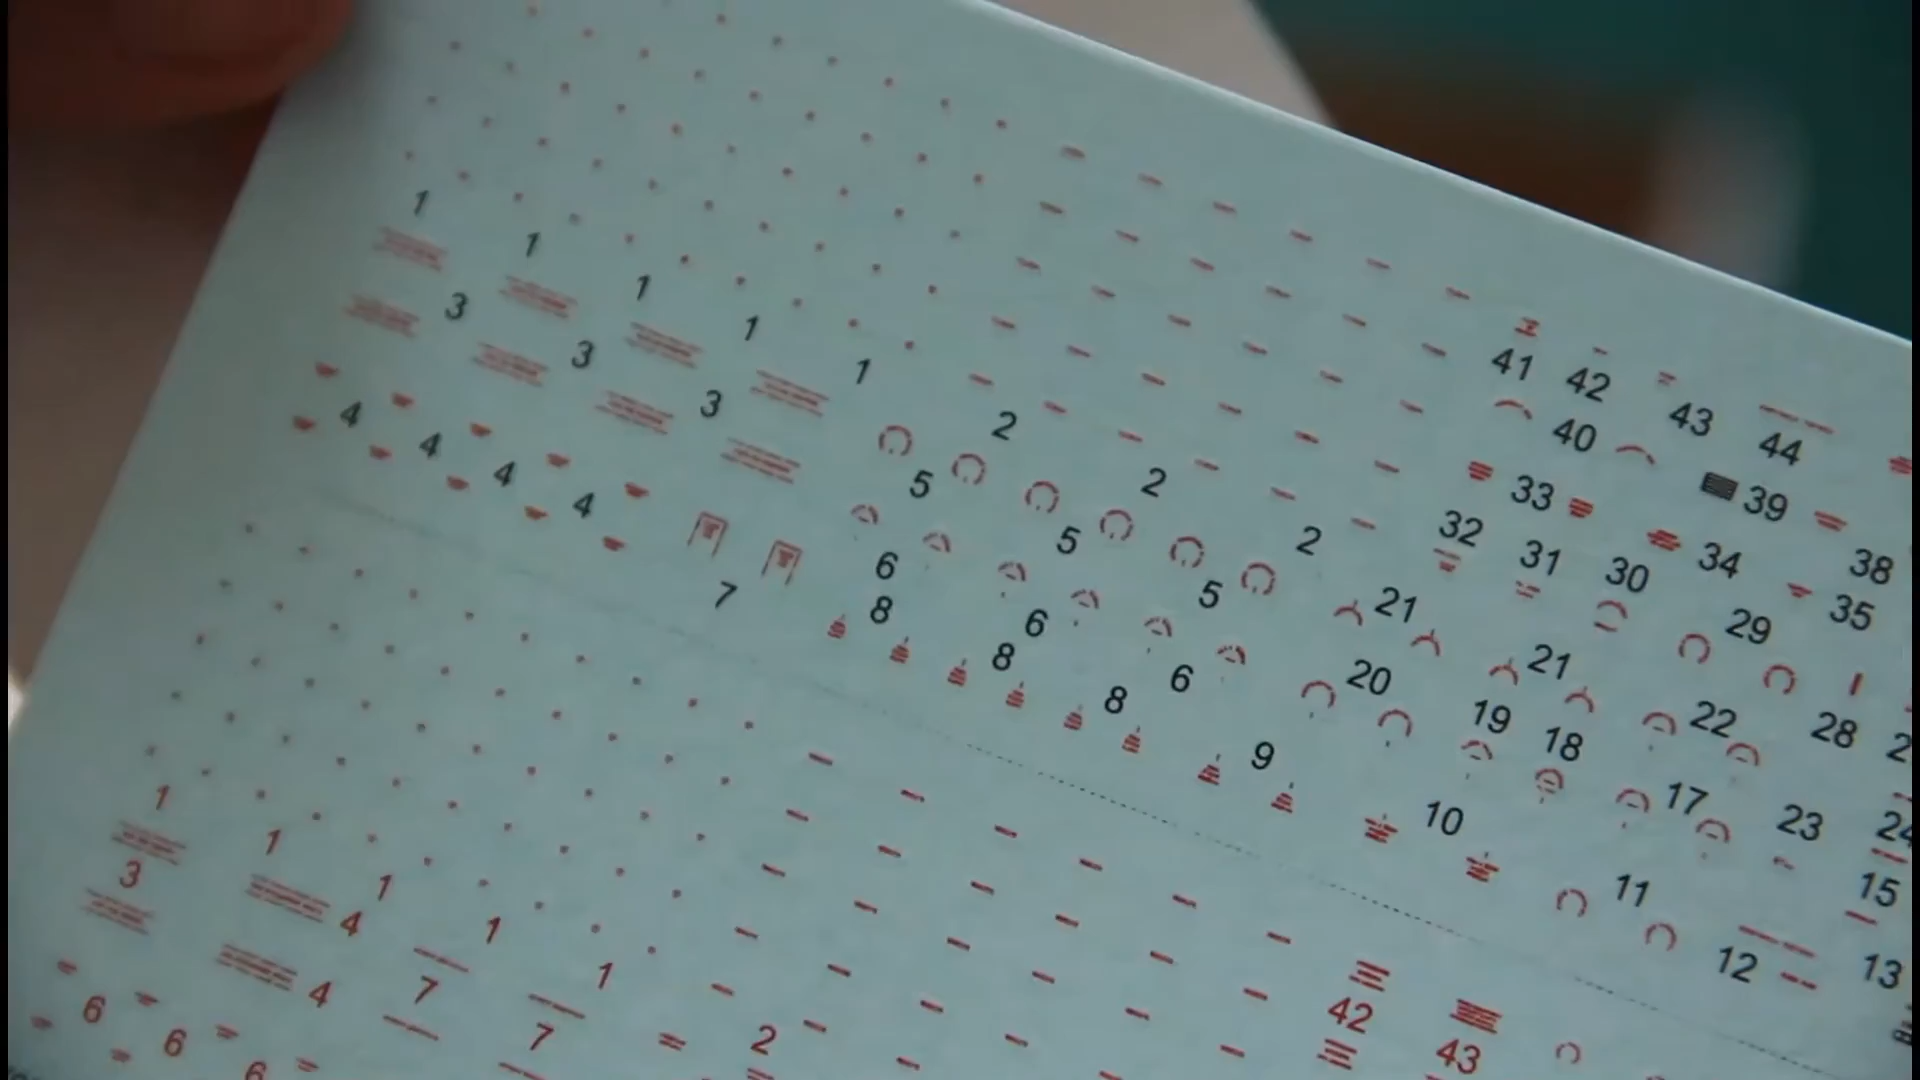 1 1 1 1 1 2 2 2
3 3 3
4 4 4 4
5 5 5
6 6 6
7
8 8 8
9 10 11 12 13
41 42 43 44
40 39 38
33 34 35
32 31 30 29 28
21 21 22 23
20 19 18 17 15
1 1 1 1 1 2
3 4 7 7
4
6 6 6
42 43